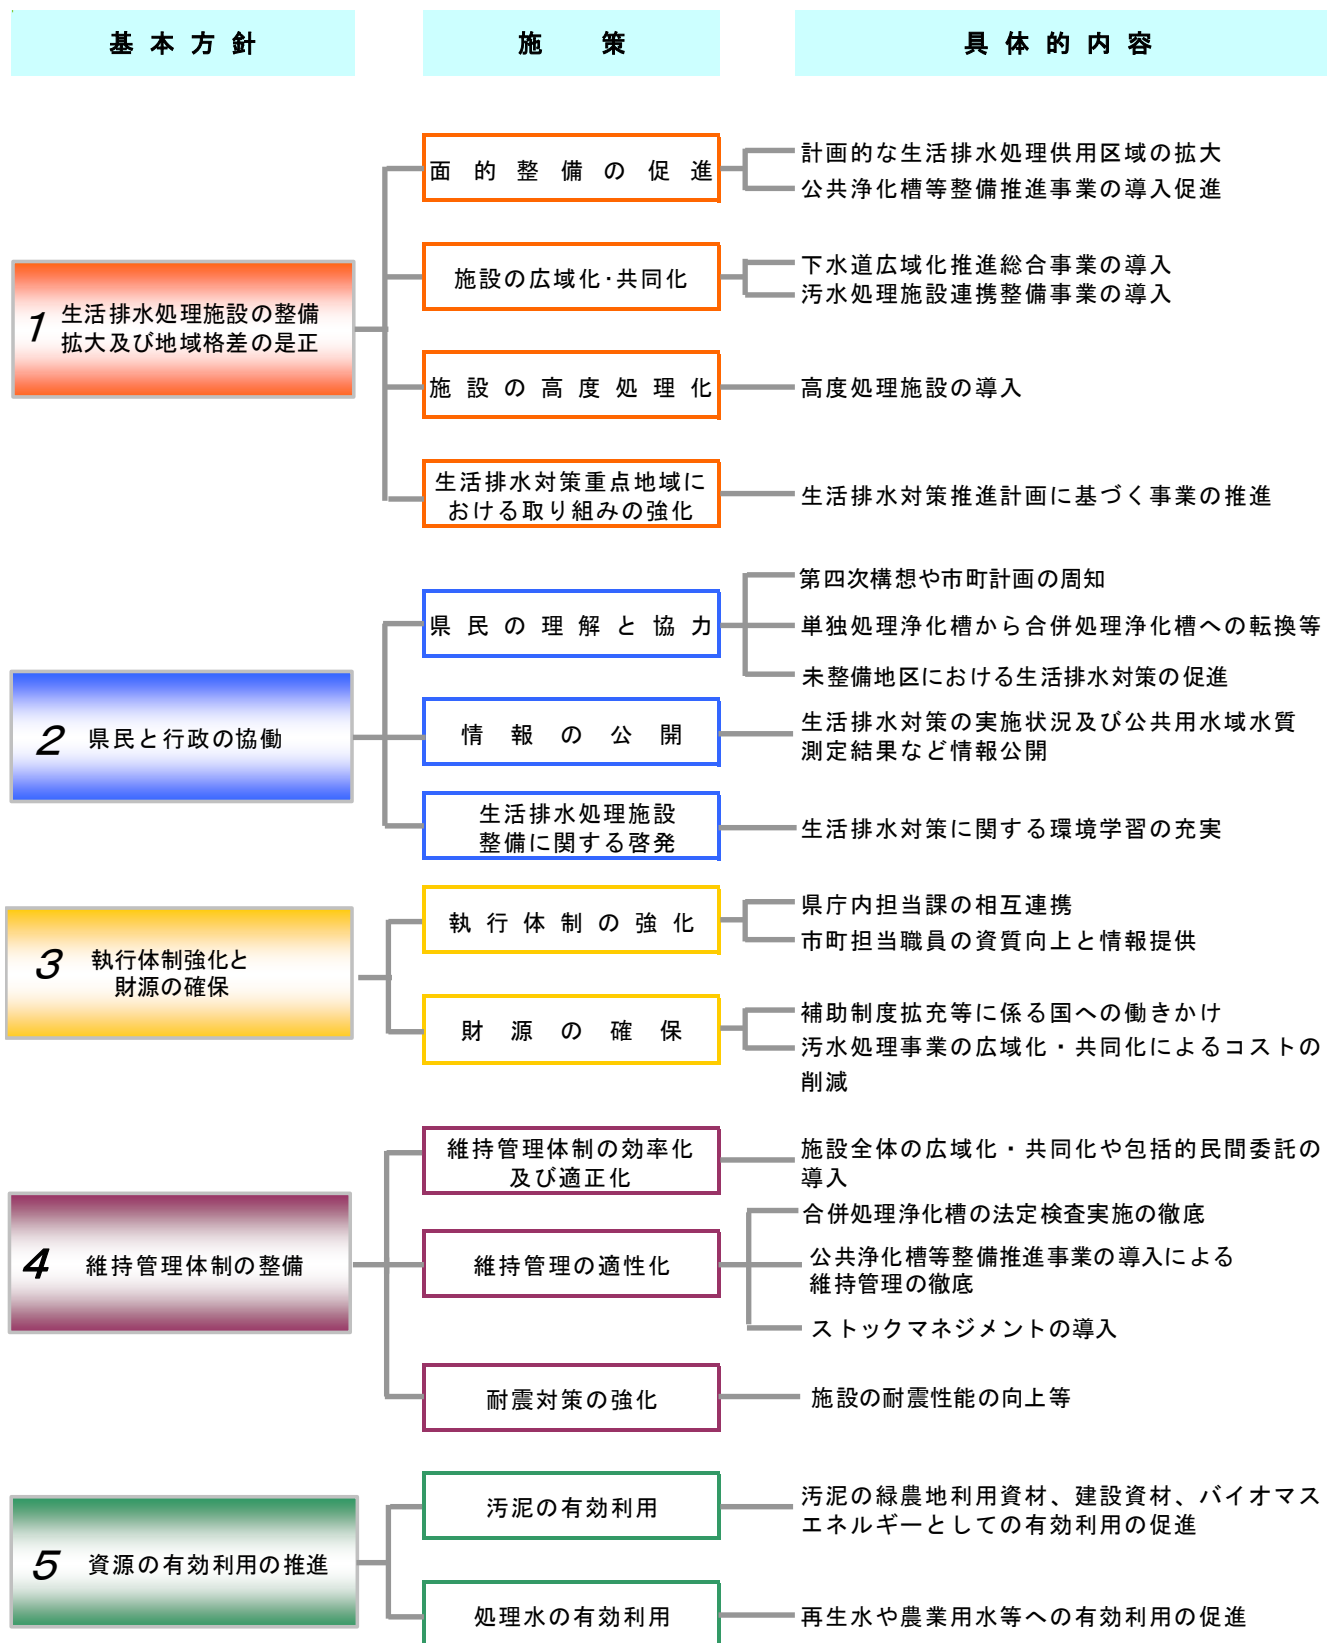 基本方針
施策
具体的内容
1
生活排水処理施設の整備
拡大及び地域格差の是正
面的整備の促進
計画的な生活排水処理供用区域の拡大
公共浄化槽等整備推進事業の導入促進
施設の広域化・共同化
下水道広域化推進総合事業の導入
汚水処理施設連携整備事業の導入
施設の高度処理化
高度処理施設の導入
生活排水対策重点地域に
おける取り組みの強化
生活排水対策推進計画に基づく事業の推進
2
県民と行政の協働
県民の理解と協力
第四次構想や市町計画の周知
単独処理浄化槽から合併処理浄化槽への転換等
未整備地区における生活排水対策の促進
情報の公開
生活排水対策の実施状況及び公共用水域水質
測定結果など情報公開
生活排水処理施設
整備に関する啓発
生活排水対策に関する環境学習の充実
3
執行体制強化と
財源の確保
執行体制の強化
県庁内担当課の相互連携
市町担当職員の資質向上と情報提供
財源の確保
補助制度拡充等に係る国への働きかけ
汚水処理事業の広域化・共同化によるコストの
削減
4
維持管理体制の整備
維持管理体制の効率化
及び適正化
施設全体の広域化・共同化や包括的民間委託の
導入
維持管理の適性化
合併処理浄化槽の法定検査実施の徹底
公共浄化槽等整備推進事業の導入による
維持管理の徹底
ストックマネジメントの導入
耐震対策の強化
施設の耐震性能の向上等
5
資源の有効利用の推進
汚泥の有効利用
汚泥の緑農地利用資材、建設資材、バイオマス
エネルギーとしての有効利用の促進
処理水の有効利用
再生水や農業用水等への有効利用の促進